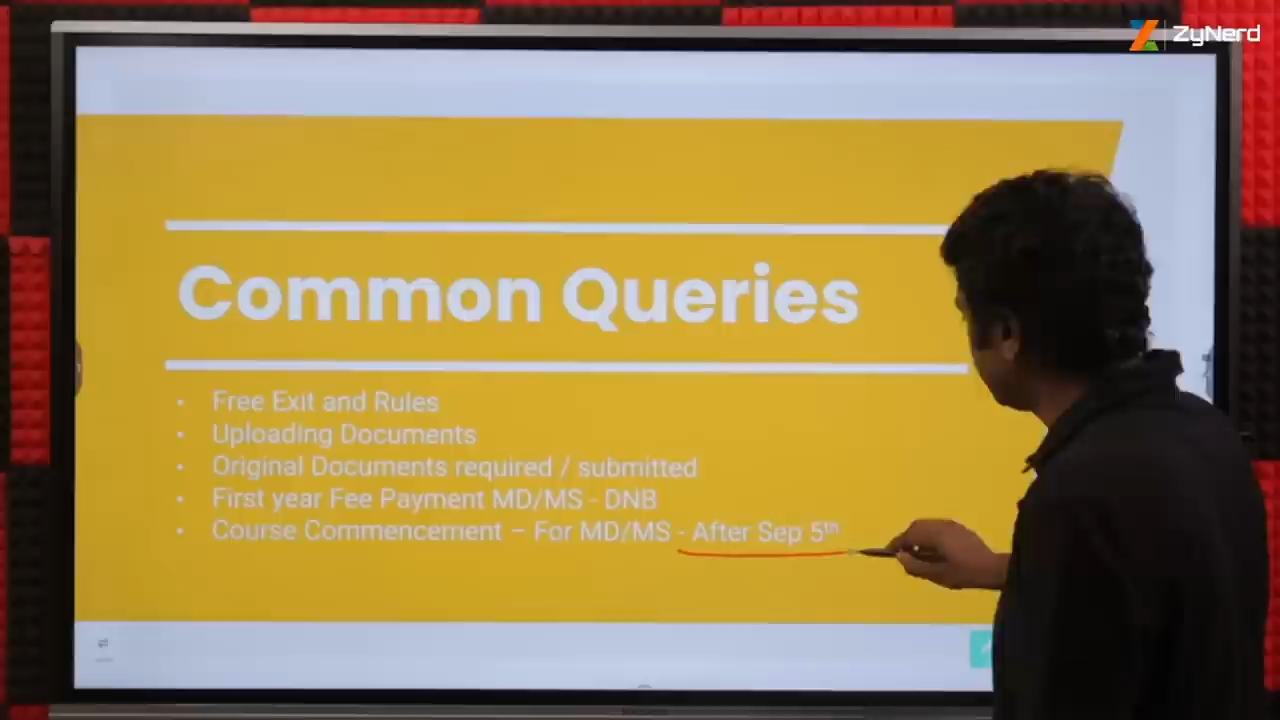 ZyNerd
Common Queries
• Free Exit and Rules
• Uploading Documents
• Original Documents required / submitted
• First year Fee Payment MD/MS - DNB
• Course Commencement – For MD/MS - After Sep 5th